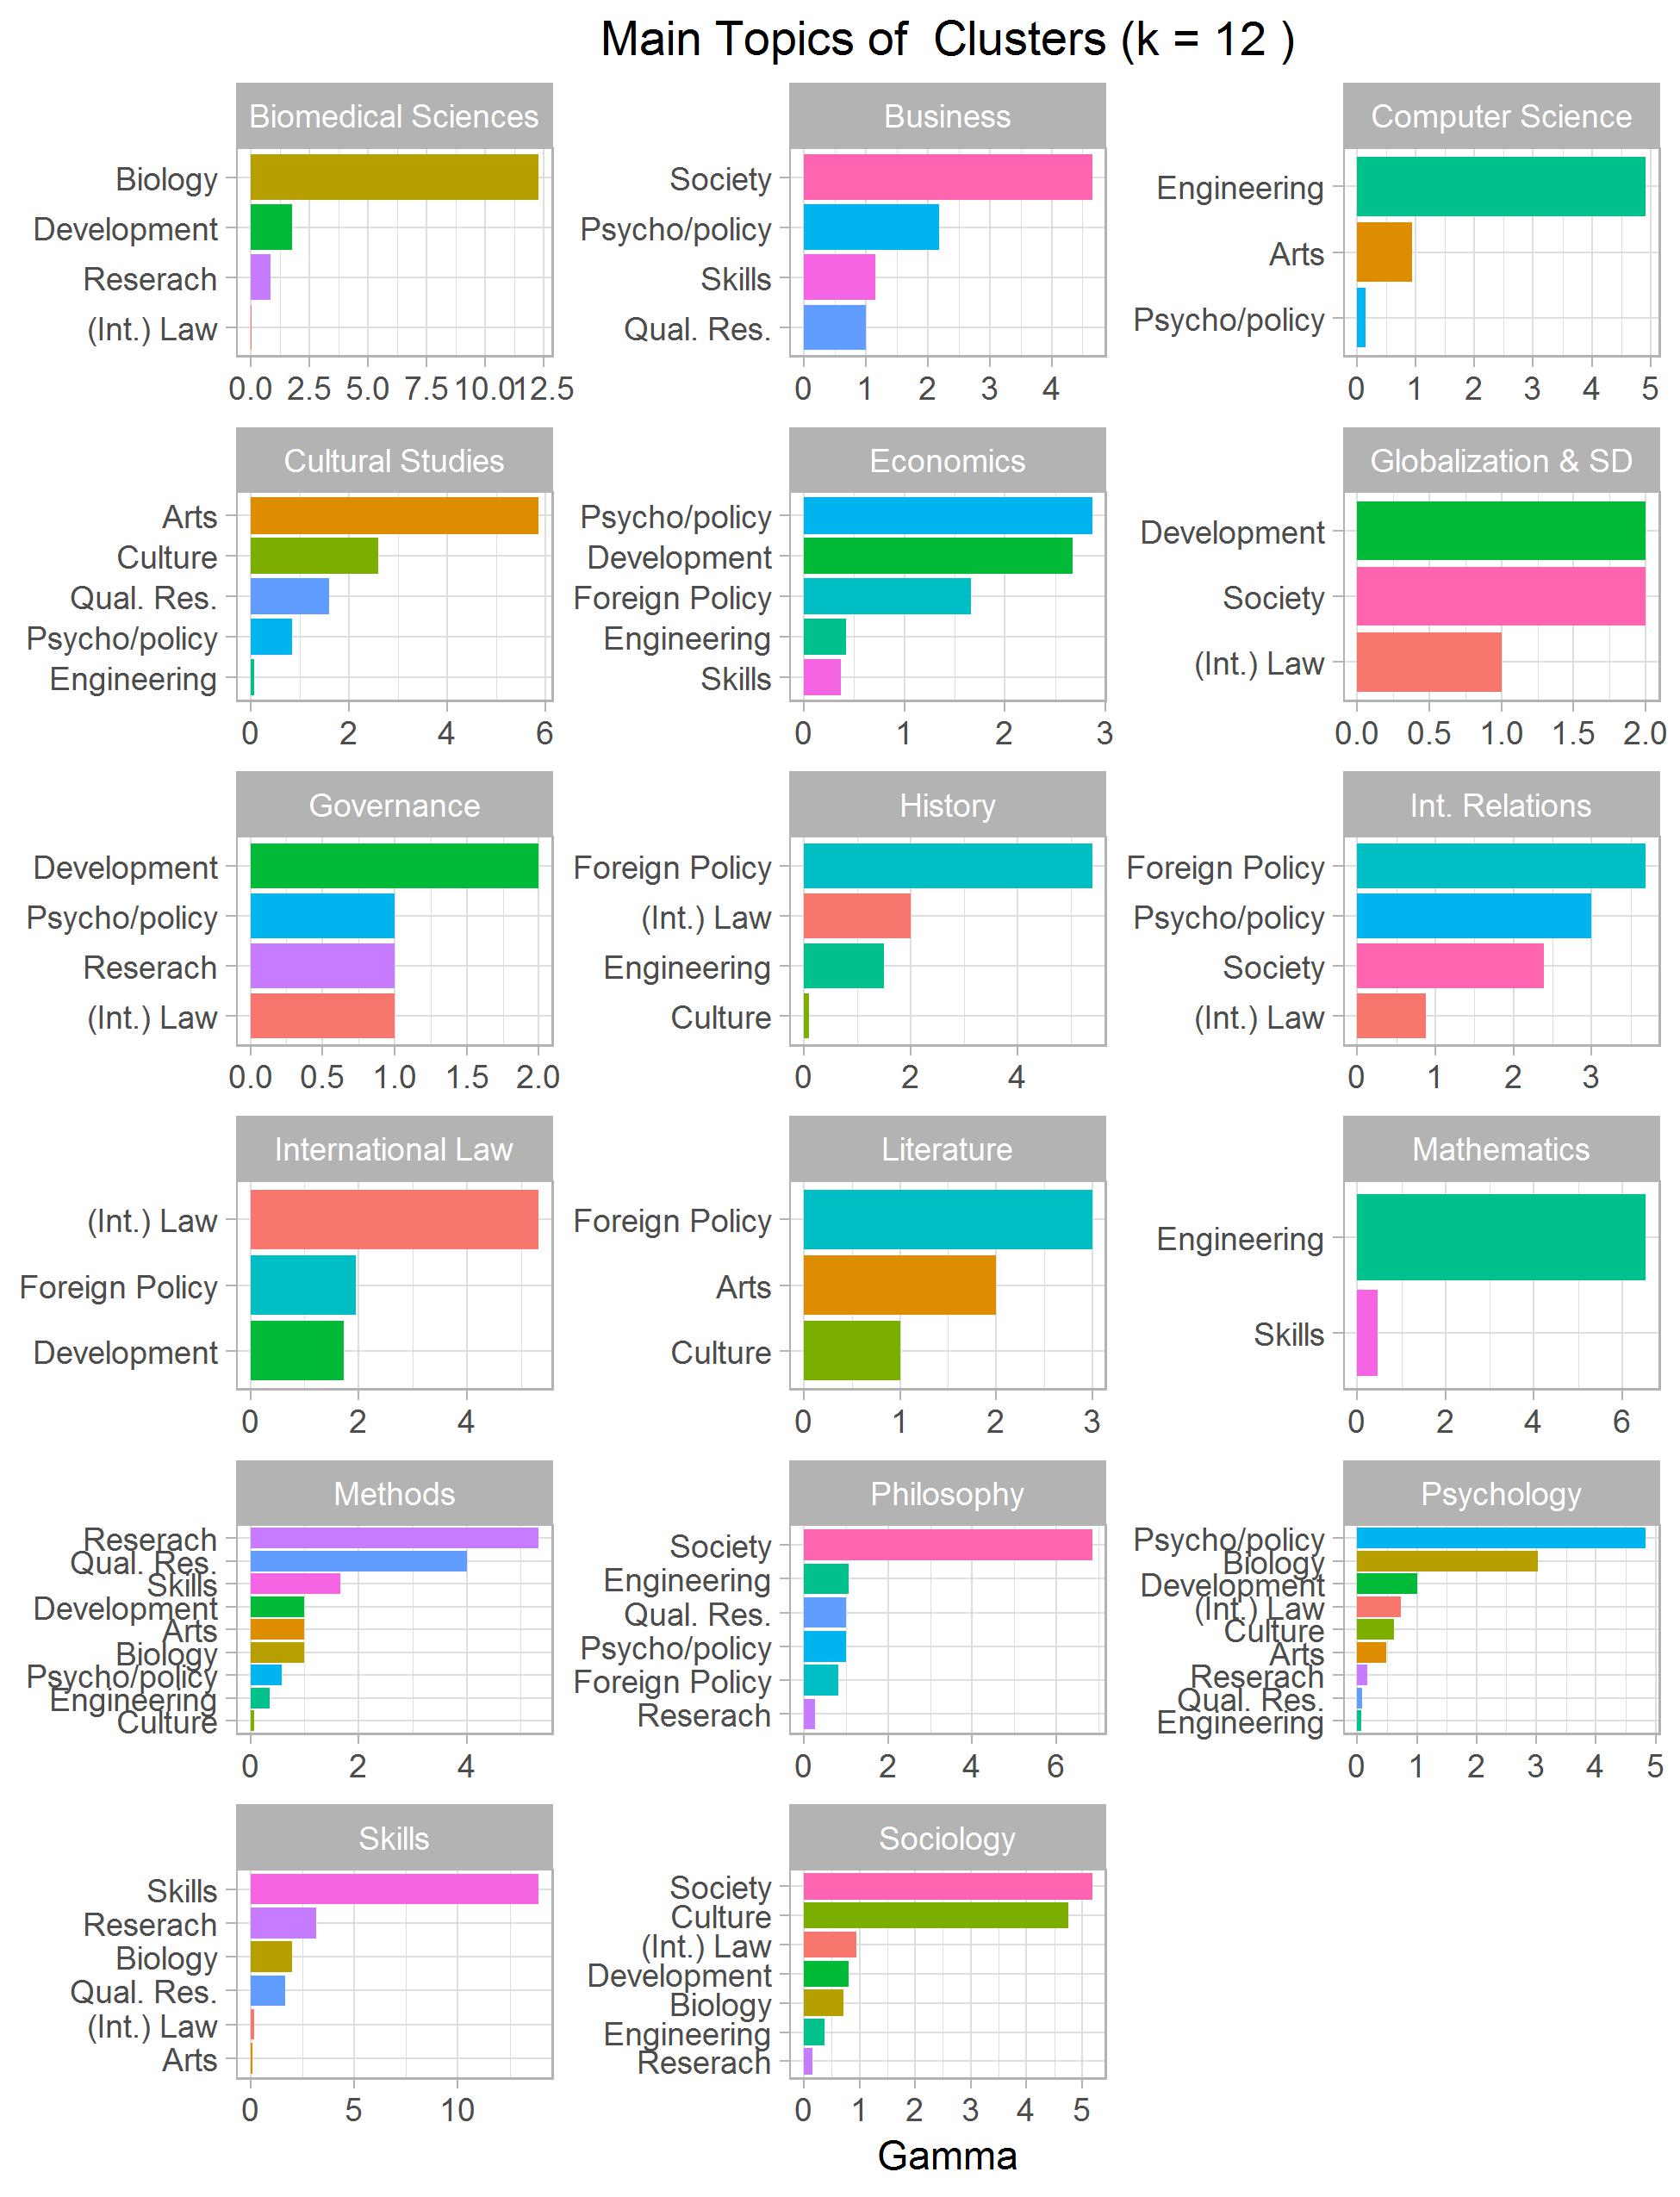 Main Topics of  Clusters (k = 12 )
Biomedical Sciences
Biology
Development
Reserach
(Int.) Law
0.0 2.5 5.0 7.5 10.0 12.5
Business
Society
Psycho/policy
Skills
Qual. Res.
0 1 2 3 4
Computer Science
Engineering
Arts
Psycho/policy
0 1 2 3 4 5
Cultural Studies
Arts
Culture
Qual. Res.
Psycho/policy
Engineering
0 2 4 6
Economics
Psycho/policy
Development
Foreign Policy
Engineering
Skills
0 1 2 3
Globalization & SD
Development
Society
(Int.) Law
0.0 0.5 1.0 1.5 2.0
Governance
Development
Psycho/policy
Reserach
(Int.) Law
0.0 0.5 1.0 1.5 2.0
History
Foreign Policy
(Int.) Law
Engineering
Culture
0 2 4
Int. Relations
Foreign Policy
Psycho/policy
Society
(Int.) Law
0 1 2 3
International Law
(Int.) Law
Foreign Policy
Development
0 2 4
Literature
Foreign Policy
Arts
Culture
0 1 2 3
Mathematics
Engineering
Skills
0 2 4 6
Methods
Reserach
Qual. Res.
Skills
Development
Arts
Biology
Psycho/policy
Engineering
Culture
0 2 4
Philosophy
Society
Engineering
Qual. Res.
Psycho/policy
Foreign Policy
Reserach
0 2 4 6
Psychology
Psycho/policy
Biology
Development
(Int.) Law
Culture
Arts
Reserach
Qual. Res.
Engineering
0 1 2 3 4 5
Skills
Skills
Reserach
Biology
Qual. Res.
(Int.) Law
Arts
0 5 10
Sociology
Society
Culture
(Int.) Law
Development
Biology
Engineering
Reserach
0 1 2 3 4 5
Gamma